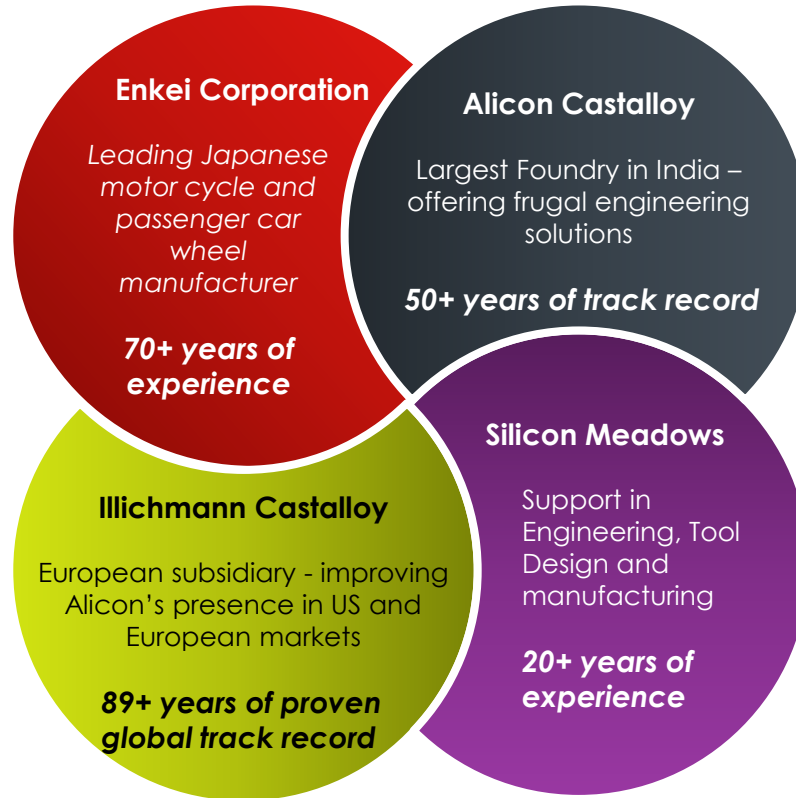 Enkei Corporation
Leading Japanese
motor cycle and
passenger car
wheel
manufacturer
70+ years of
experience
Alicon Castalloy
Largest Foundry in India –
offering frugal engineering
solutions
50+ years of track record
Illichmann Castalloy
European subsidiary - improving
Alicon’s presence in US and
European markets
89+ years of proven
global track record
Silicon Meadows
Support in
Engineering, Tool
Design and
manufacturing
20+ years of
experience